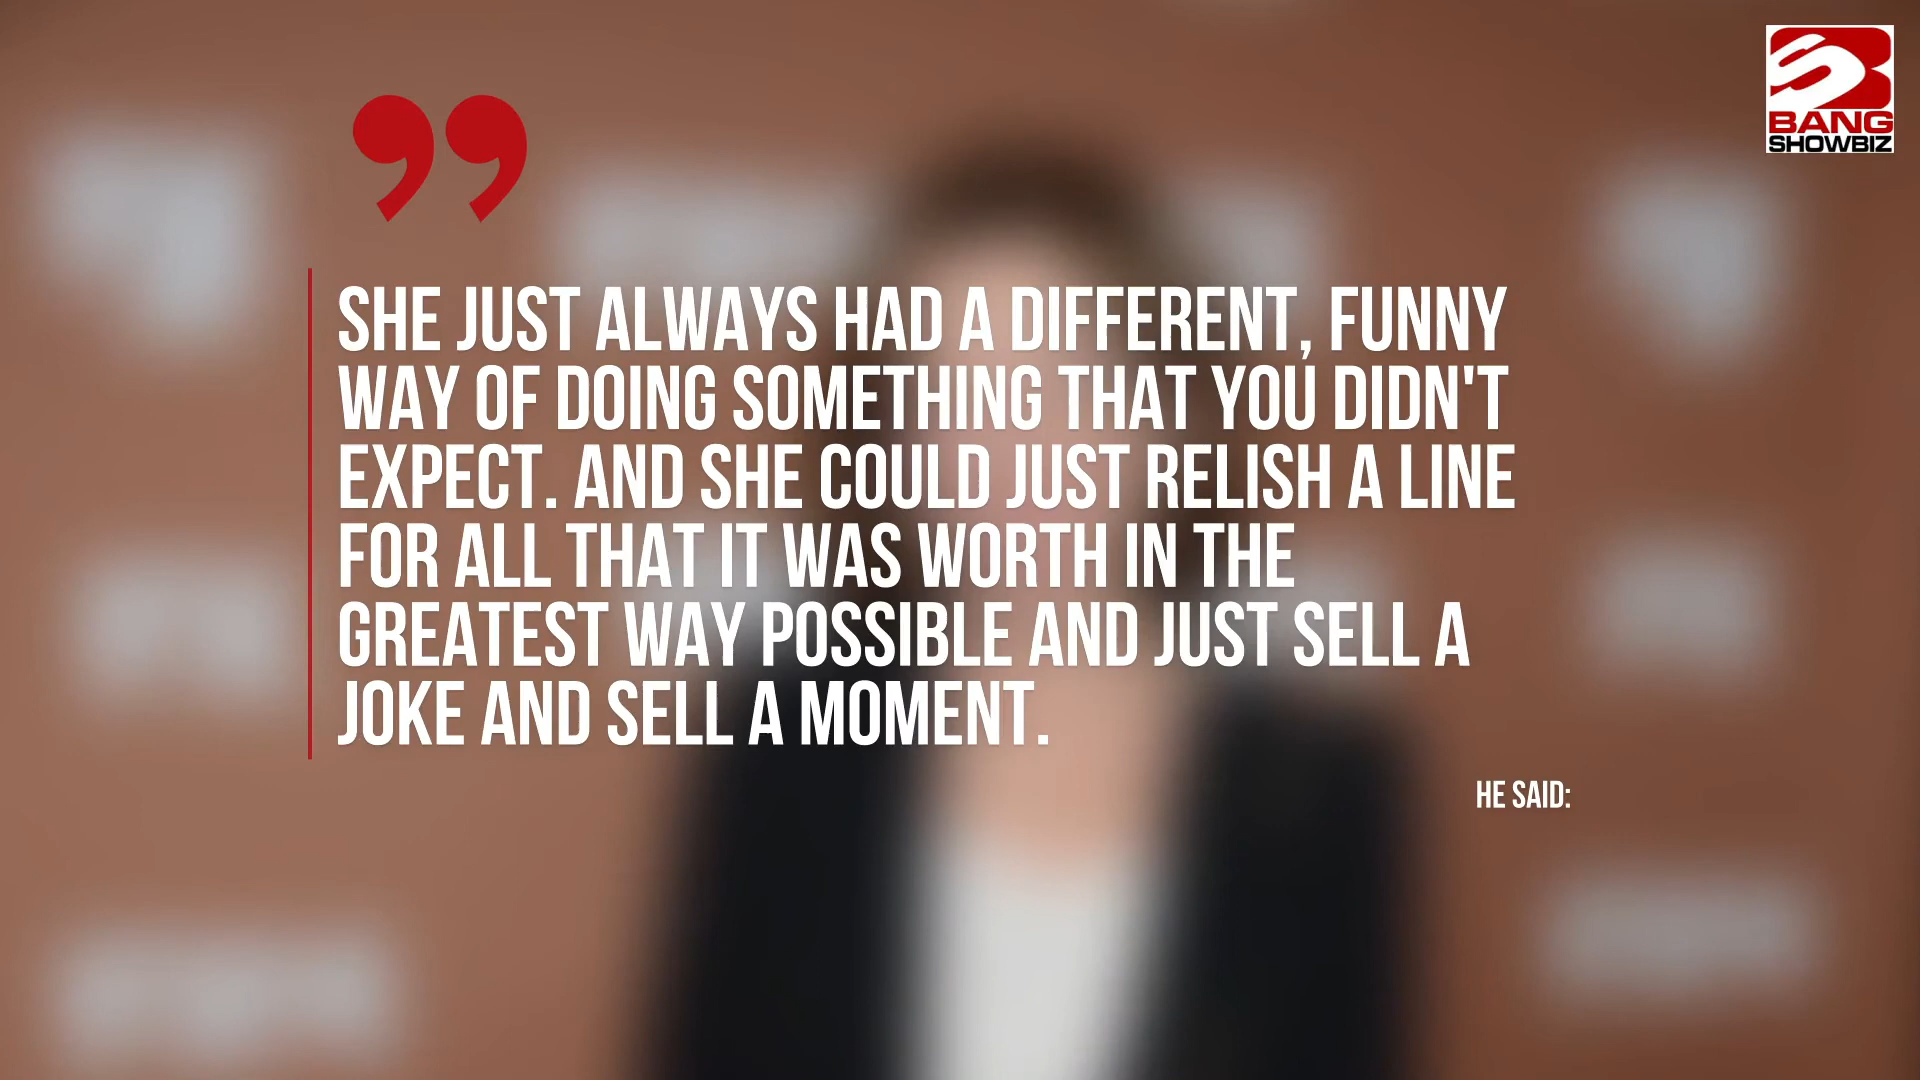 BANG
SHOWBIZ
SHE JUST ALWAYS HAD A DIFFERENT, FUNNY
WAY OF DOING SOMETHING THAT YOU DIDN'T
EXPECT. AND SHE COULD JUST RELISH A LINE
FOR ALL THAT IT WAS WORTH IN THE
GREATEST WAY POSSIBLE AND JUST SELL A
JOKE AND SELL A MOMENT.
HE SAID: